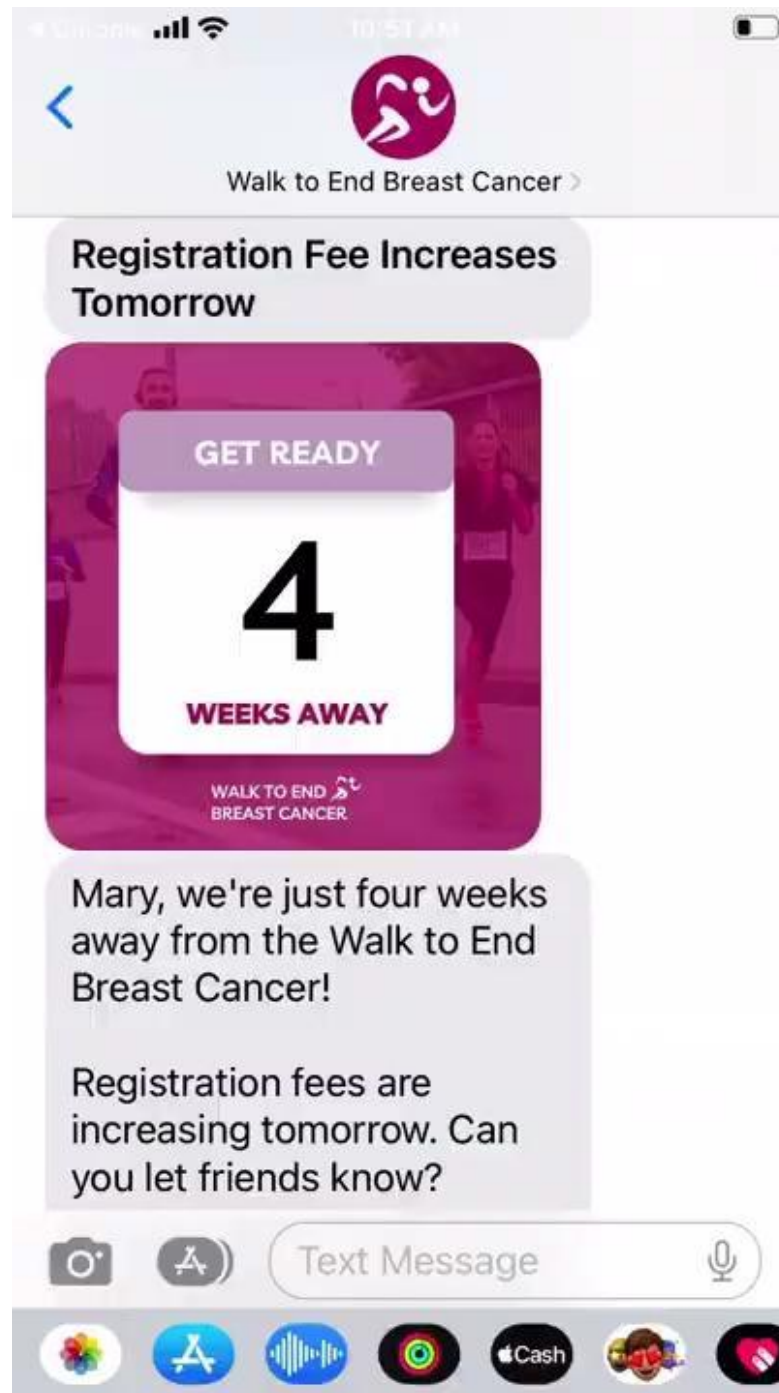 Walk to End Breast Cancer
Registration Fee Increases
Tomorrow
GET READY
4
WEEKS AWAY
WALK TO END
BREAST CANCER
Mary, we're just four weeks
away from the Walk to End
Breast Cancer!
Registration fees are
increasing tomorrow. Can
you let friends know?
Text Message
Cash